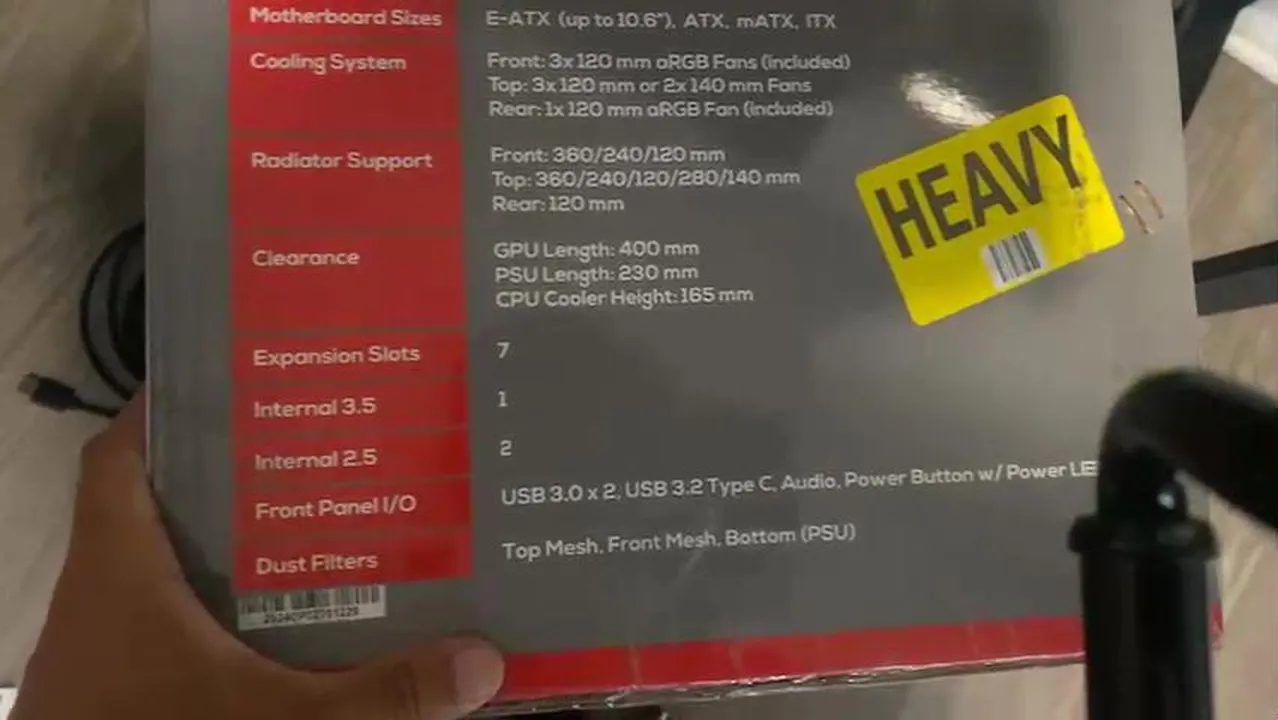 Motherboard Sizes E-ATX (up to 10.6"), ATX, mATX, ITX
Cooling System Front: 3x 120 mm aRGB Fans (included)
Top: 3x 120 mm or 2x 140 mm Fans
Rear: 1x 120 mm aRGB Fan (included)
Radiator Support Front: 360/240/120 mm
Top: 360/240/120/280/140 mm
Rear: 120 mm
Clearance GPU Length: 400 mm
PSU Length: 230 mm
CPU Cooler Height: 165 mm
Expansion Slots 7
Internal 3.5 1
Internal 2.5 2
Front Panel I/O USB 3.0 x 2, USB 3.2 Type C, Audio, Power Button w/ Power LE
Dust Filters Top Mesh, Front Mesh, Bottom (PSU)
HEAVY